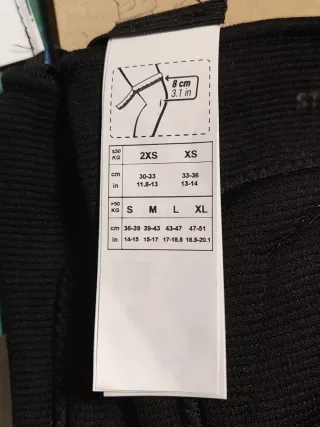 8 cm
3.1 in
≤50 KG 2XS XS
cm 30-33 33-36
in 11.8-13 13-14
>50 KG S M L XL
cm 36-39 39-43 43-47 47-51
in 14-15 15-17 17-18.5 18.5-20.1
ST